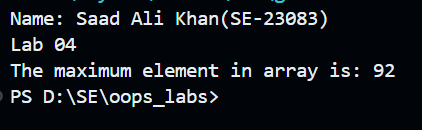 Name: Saad Ali Khan(SE-23083)
Lab 04
The maximum element in array is: 92
PS D:\SE\oops_labs>